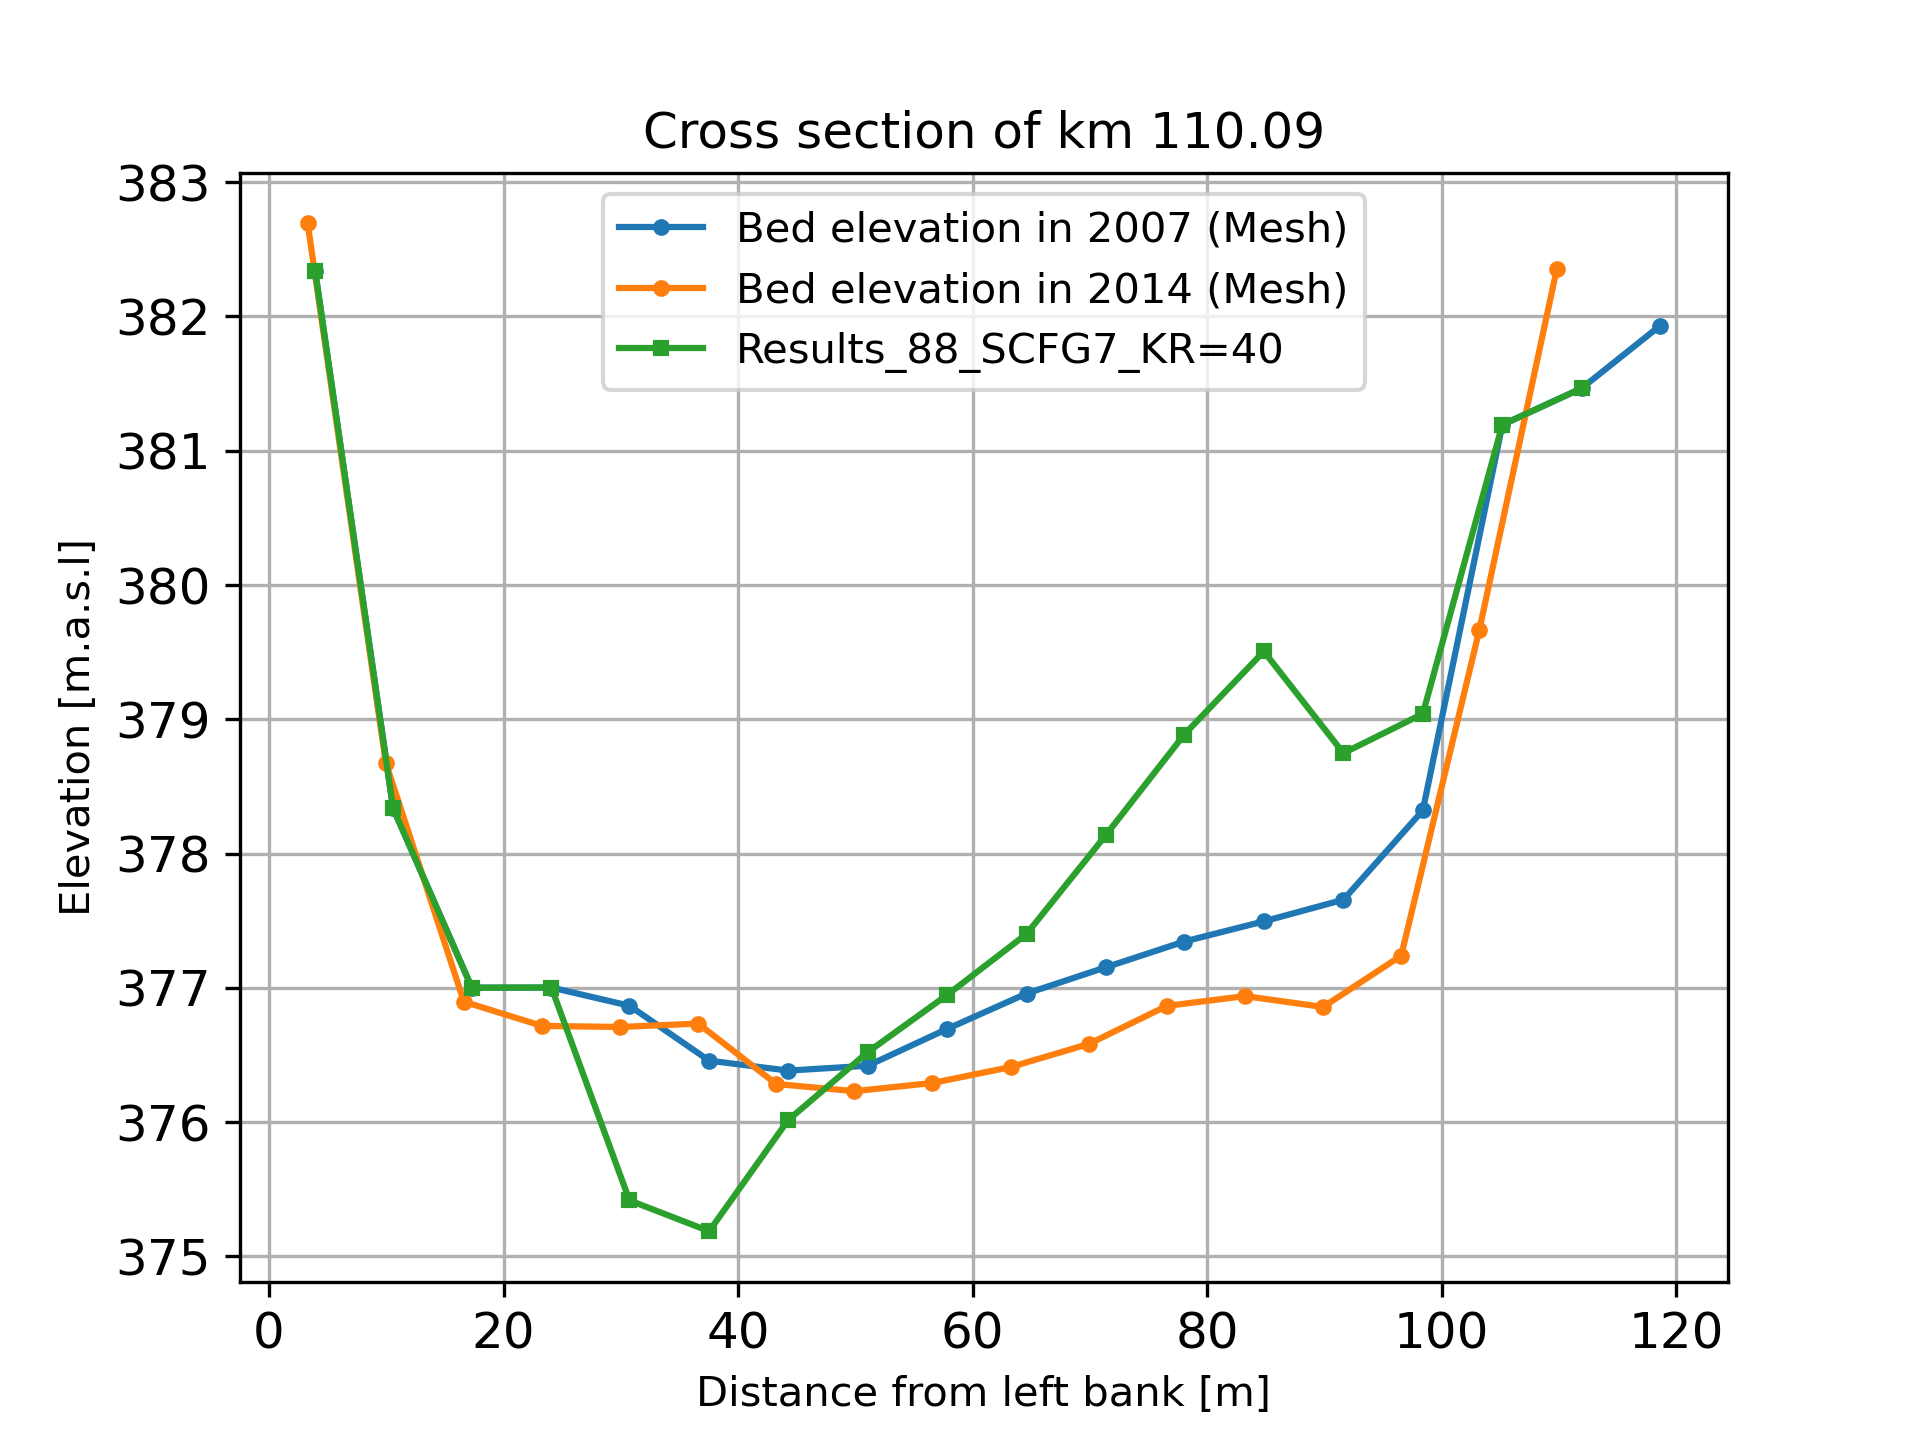 Cross section of km 110.09
Bed elevation in 2007 (Mesh)
Bed elevation in 2014 (Mesh)
Results_88_SCFG7_KR=40
Elevation [m.a.s.l]
383
382
381
380
379
378
377
376
375
0 20 40 60 80 100 120
Distance from left bank [m]